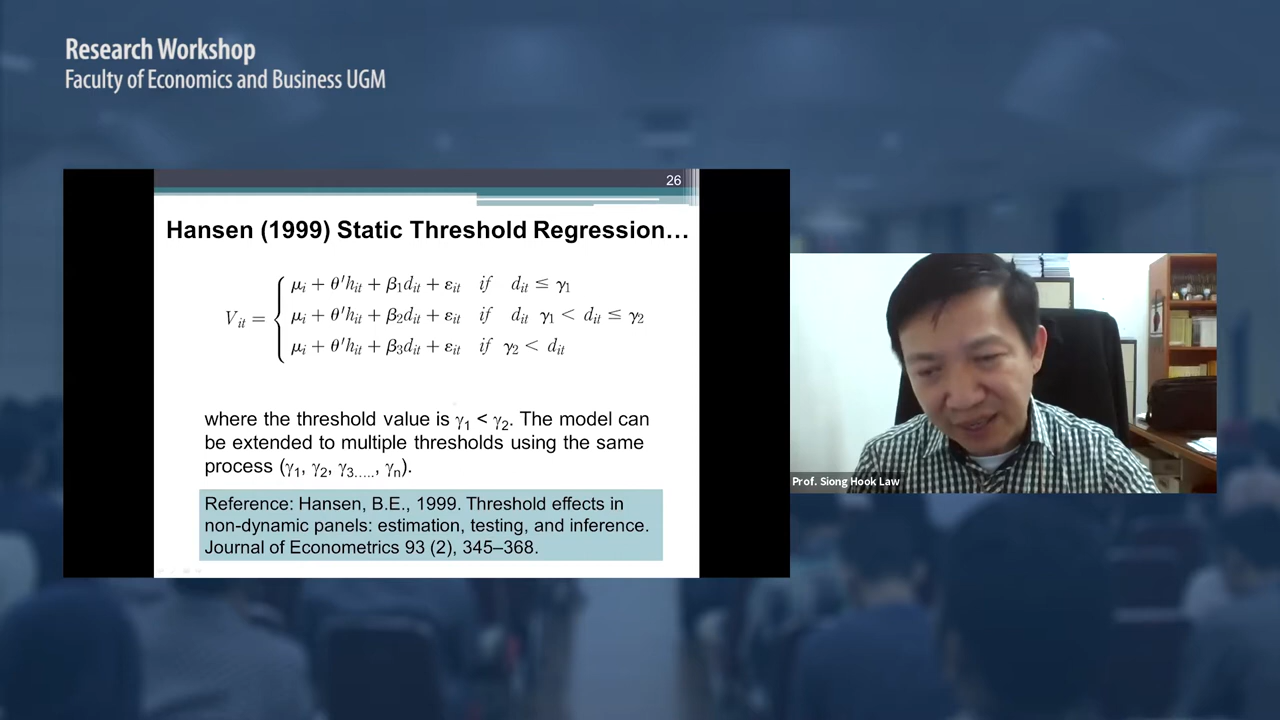 Research Workshop
Faculty of Economics and Business UGM
26
Hansen (1999) Static Threshold Regression…
V_it = { μ_i + θ′h_it + β_1d_it + ε_it if d_it ≤ γ_1
μ_i + θ′h_it + β_2d_it + ε_it if d_it γ_1 < d_it ≤ γ_2
μ_i + θ′h_it + β_3d_it + ε_it if γ_2 < d_it
where the threshold value is γ_1 < γ_2. The model can
be extended to multiple thresholds using the same
process (γ_1, γ_2, γ_3....., γ_n).
Reference: Hansen, B.E., 1999. Threshold effects in
non-dynamic panels: estimation, testing, and inference.
Journal of Econometrics 93 (2), 345–368.
Prof. Siong Hook Law